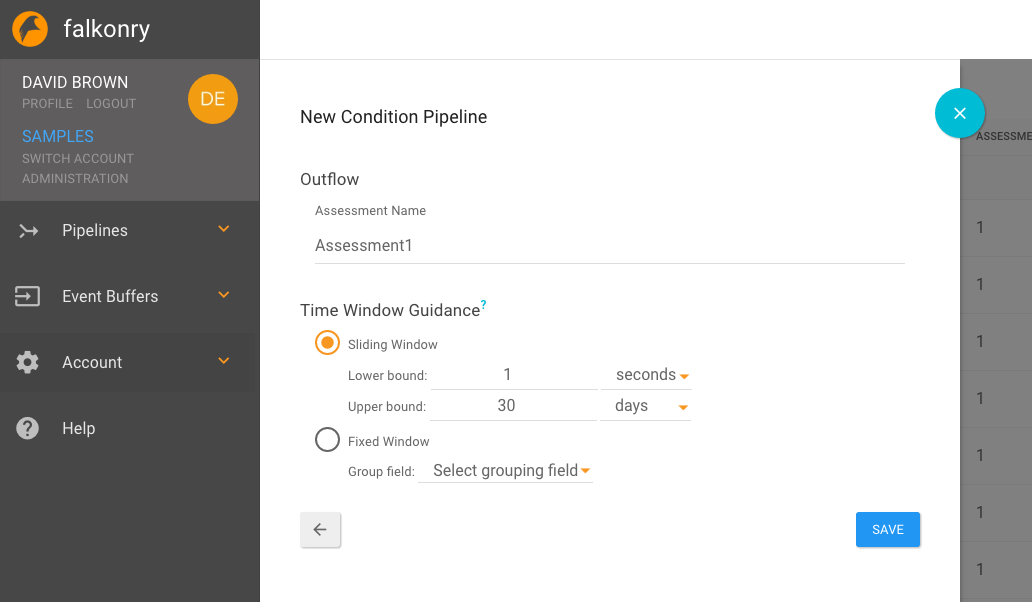 falkonry
DAVID BROWN
PROFILE LOGOUT
DE
SAMPLES
SWITCH ACCOUNT
ADMINISTRATION
Pipelines
Event Buffers
Account
Help
New Condition Pipeline
Outflow
Assessment Name
Assessment1
Time Window Guidance?
Sliding Window
Lower bound: 1 seconds
Upper bound: 30 days
Fixed Window
Group field: Select grouping field
SAVE
ASSESSME
1
1
1
1
1
1
1